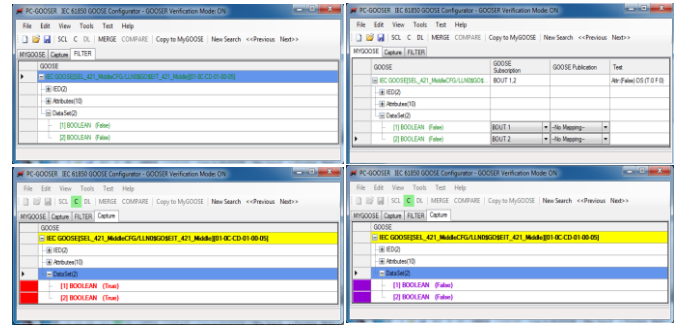 PC-GOOSER IEC 61850 GOOSE Configurator - GOOSER Verification Mode: ON
File Edit View Tools Test Help
SCL C DL MERGE COMPARE Copy to MyGOOSE New Search <<Previous Next>>
MYGOOSE Capture FILTER
GOOSE
IEC GOOSE[SEL_421_MiddleCFG/LLN0$GO$EIT_421_Middle][01-0C-CD-01-00-05]
IED(2)
Attributes(10)
DataSet(2)
[1] BOOLEAN (False)
[2] BOOLEAN (False)
PC-GOOSER IEC 61850 GOOSE Configurator - GOOSER Verification Mode: ON
File Edit View Tools Test Help
SCL C DL MERGE COMPARE Copy to MyGOOSE New Search <<Previous Next>>
MYGOOSE Capture FILTER
GOOSE GOOSE Subscription GOOSE Publication Test
IEC GOOSE[SEL_421_MiddleCFG/LLN0$GO$... BOUT 1,2 Attr:(False) DS:(T:0 F:0)
IED(2)
Attributes(10)
DataSet(2)
[1] BOOLEAN (False) BOUT 1 --No Mapping--
[2] BOOLEAN (False) BOUT 2 --No Mapping--
PC-GOOSER IEC 61850 GOOSE Configurator - GOOSER Verification Mode: ON
File Edit View Tools Test Help
SCL C DL MERGE COMPARE Copy to MyGOOSE New Search <<Previous Next>>
MYGOOSE Capture FILTER Capture
GOOSE
IEC GOOSE[SEL_421_MiddleCFG/LLN0$GO$EIT_421_Middle][01-0C-CD-01-00-05]
IED(2)
Attributes(10)
DataSet(2)
[1] BOOLEAN (True)
[2] BOOLEAN (True)
PC-GOOSER IEC 61850 GOOSE Configurator - GOOSER Verification Mode: ON
File Edit View Tools Test Help
SCL C DL MERGE COMPARE Copy to MyGOOSE New Search <<Previous Next>>
MYGOOSE Capture FILTER Capture
GOOSE
IEC GOOSE[SEL_421_MiddleCFG/LLN0$GO$EIT_421_Middle][01-0C-CD-01-00-05]
IED(2)
Attributes(10)
DataSet(2)
[1] BOOLEAN (False)
[2] BOOLEAN (False)